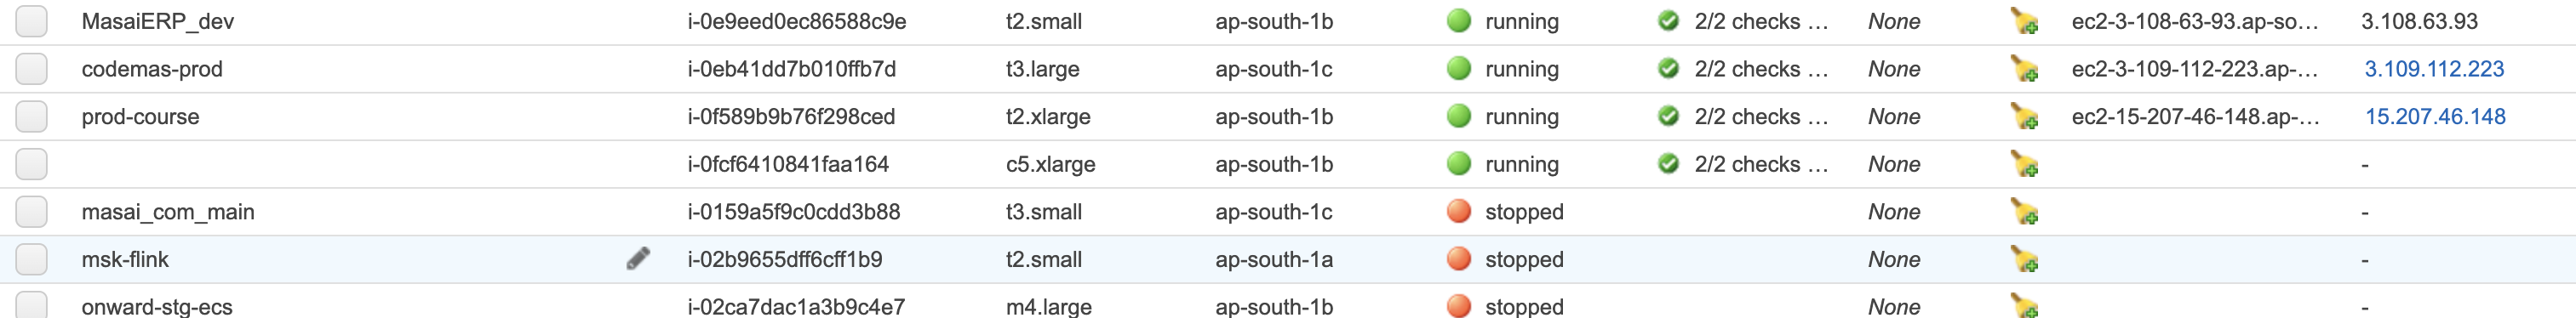 MasaiERP_dev i-0e9eed0ec86588c9e t2.small ap-south-1b running 2/2 checks ... None ec2-3-108-63-93.ap-so... 3.108.63.93
codemas-prod i-0eb41dd7b010ffb7d t3.large ap-south-1c running 2/2 checks ... None ec2-3-109-112-223.ap-... 3.109.112.223
prod-course i-0f589b9b76f298ced t2.xlarge ap-south-1b running 2/2 checks ... None ec2-15-207-46-148.ap-... 15.207.46.148
i-0fcf6410841faa164 c5.xlarge ap-south-1b running 2/2 checks ... None -
masai_com_main i-0159a5f9c0cdd3b88 t3.small ap-south-1c stopped None -
msk-flink i-02b9655dff6cff1b9 t2.small ap-south-1a stopped None -
onward-stg-ecs i-02ca7dac1a3b9c4e7 m4.large ap-south-1b stopped None -